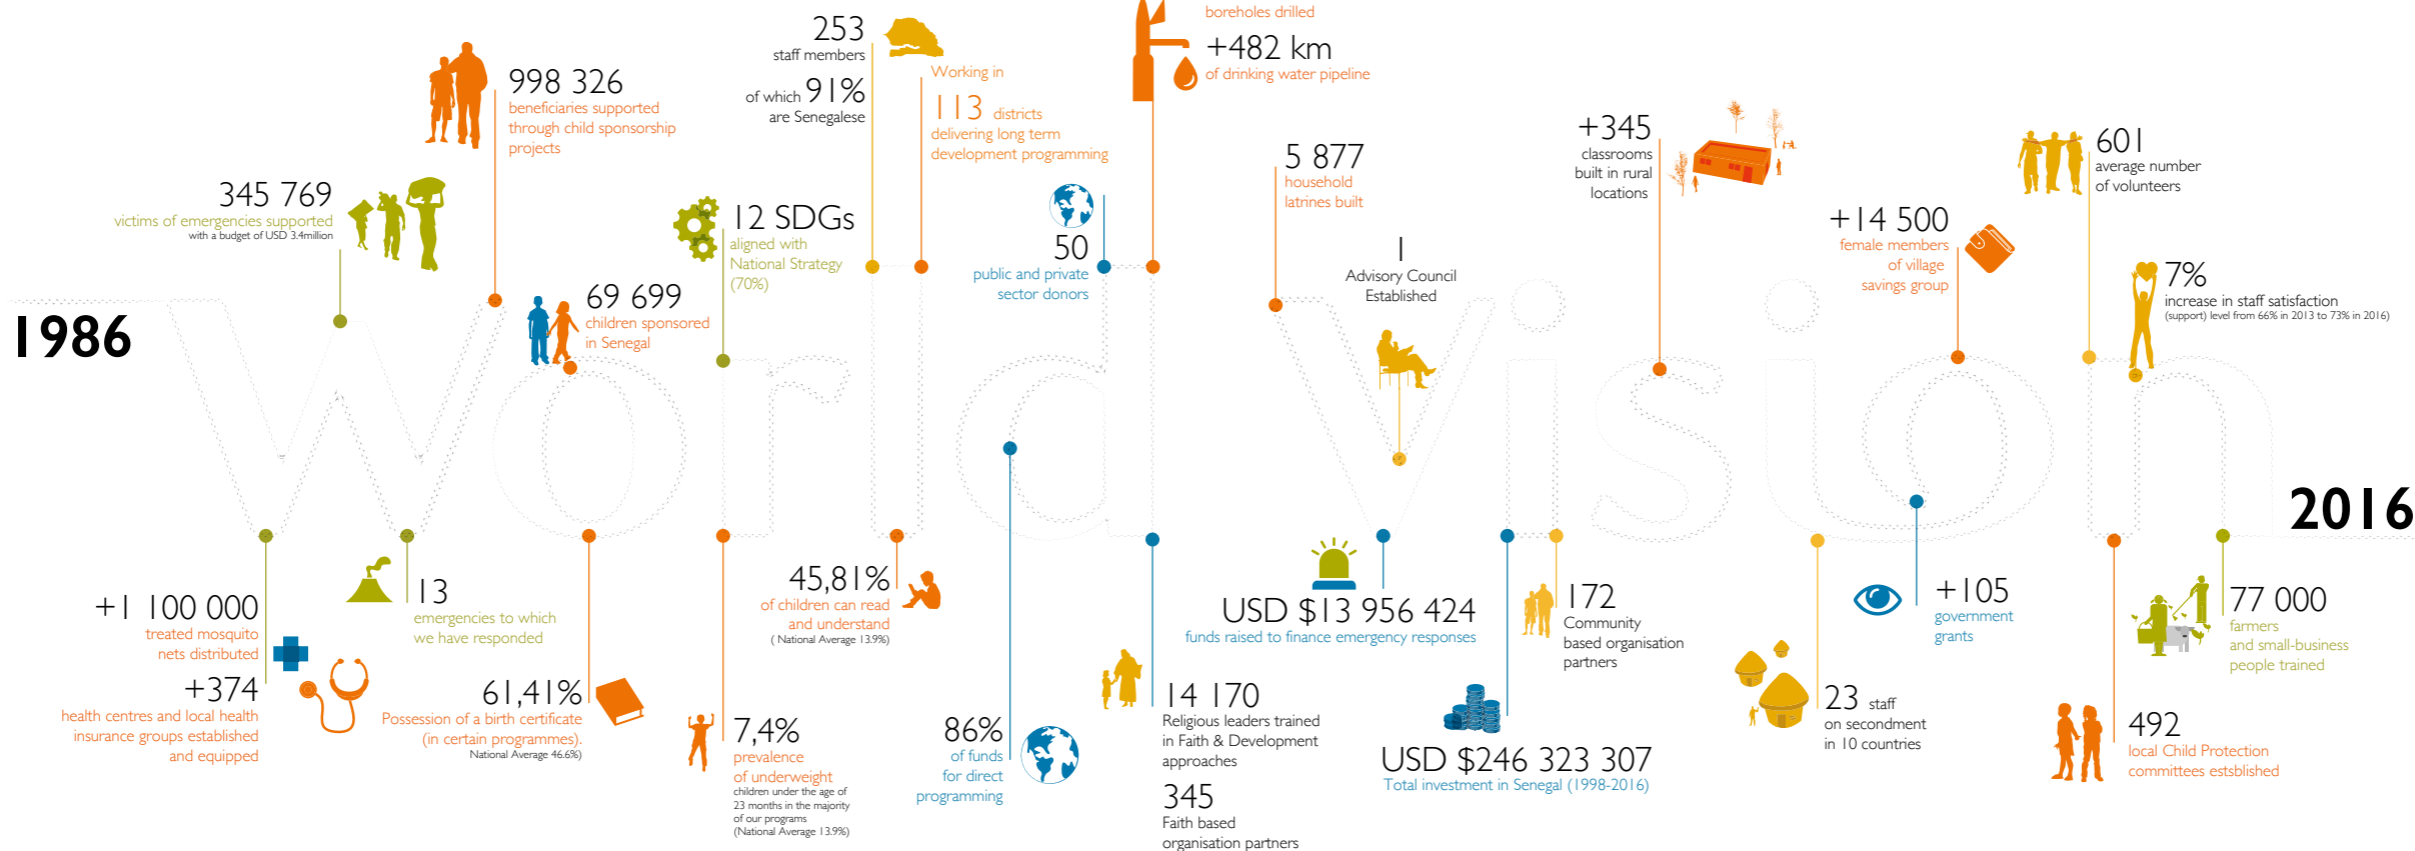 1986
345 769
victims of emergencies supported
with a budget of USD 3.4million
998 326
beneficiaries supported
through child sponsorship
projects
69 699
children sponsored
in Senegal
12 SDGs
aligned with
National Strategy
(70%)
253
staff members
of which 91%
are Senegalese
Working in
113 districts
delivering long term
development programming
50
public and private
sector donors
boreholes drilled
+482 km
of drinking water pipeline
5 877
household
latrines built
1
Advisory Council
Established
+345
classrooms
built in rural
locations
+14 500
female members
of village
savings group
601
average number
of volunteers
7%
increase in staff satisfaction
(support) level from 66% in 2013 to 73% in 2016)
World Vision
2016
+1 100 000
treated mosquito
nets distributed
+374
health centres and local health
insurance groups established
and equipped
13
emergencies to which
we have responded
61,41%
Possession of a birth certificate
(in certain programmes).
National Average 46.6%)
7,4%
prevalence
of underweight
children under the age of
23 months in the majority
of our programs
(National Average 13.9%)
45,81%
of children can read
and understand
( National Average 13.9%)
86%
of funds
for direct
programming
14 170
Religious leaders trained
in Faith & Development
approaches
345
Faith based
organisation partners
USD $13 956 424
funds raised to finance emergency responses
USD $246 323 307
Total investment in Senegal (1998-2016)
172
Community
based organisation
partners
23 staff
on secondment
in 10 countries
+105
government
grants
492
local Child Protection
committees estsblished
77 000
farmers
and small-business
people trained